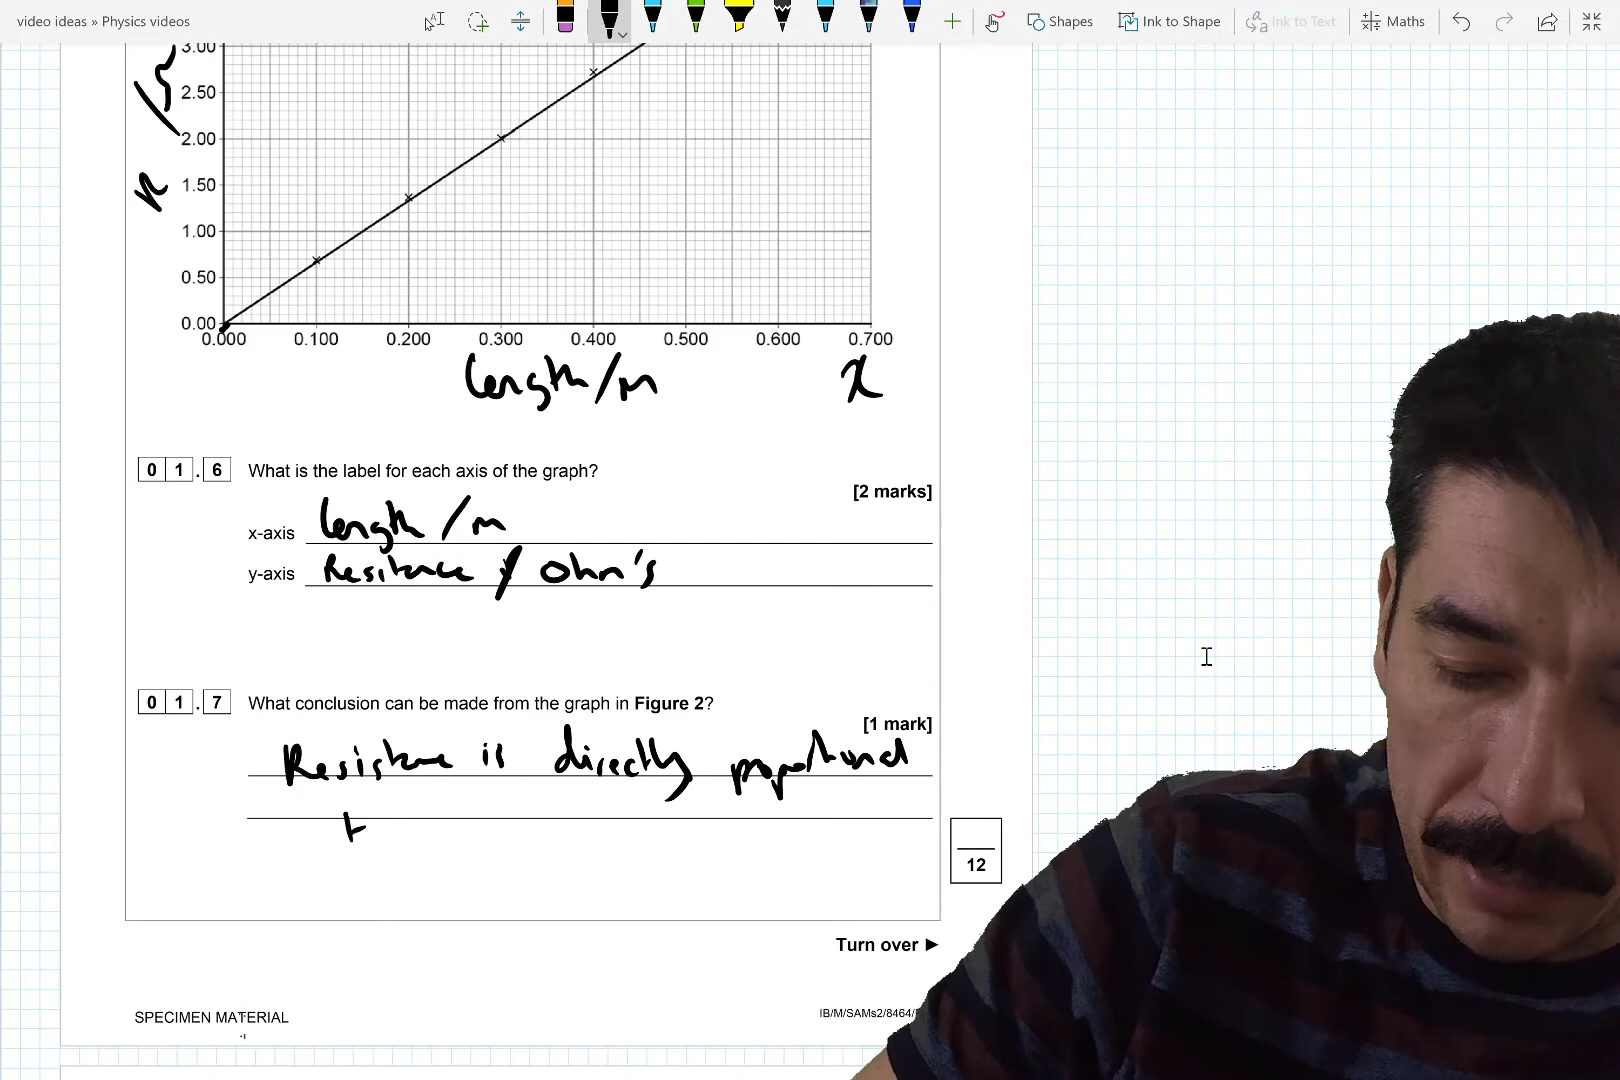 video ideas » Physics videos
Shapes
Ink to Shape
Ink to Text
Maths
3.00
2.50
2.00
R
1.50
1.00
0.50
0.00
0.000 0.100 0.200 0.300 0.400 0.500 0.600 0.700
length/m x
0 1 . 6 What is the label for each axis of the graph?
[2 marks]
x-axis length / m
y-axis Resitance / Ohm's
0 1 . 7 What conclusion can be made from the graph in Figure 2?
[1 mark]
Resistance is directly proportional
t
12
Turn over ►
SPECIMEN MATERIAL
IB/M/SAMs2/8464/